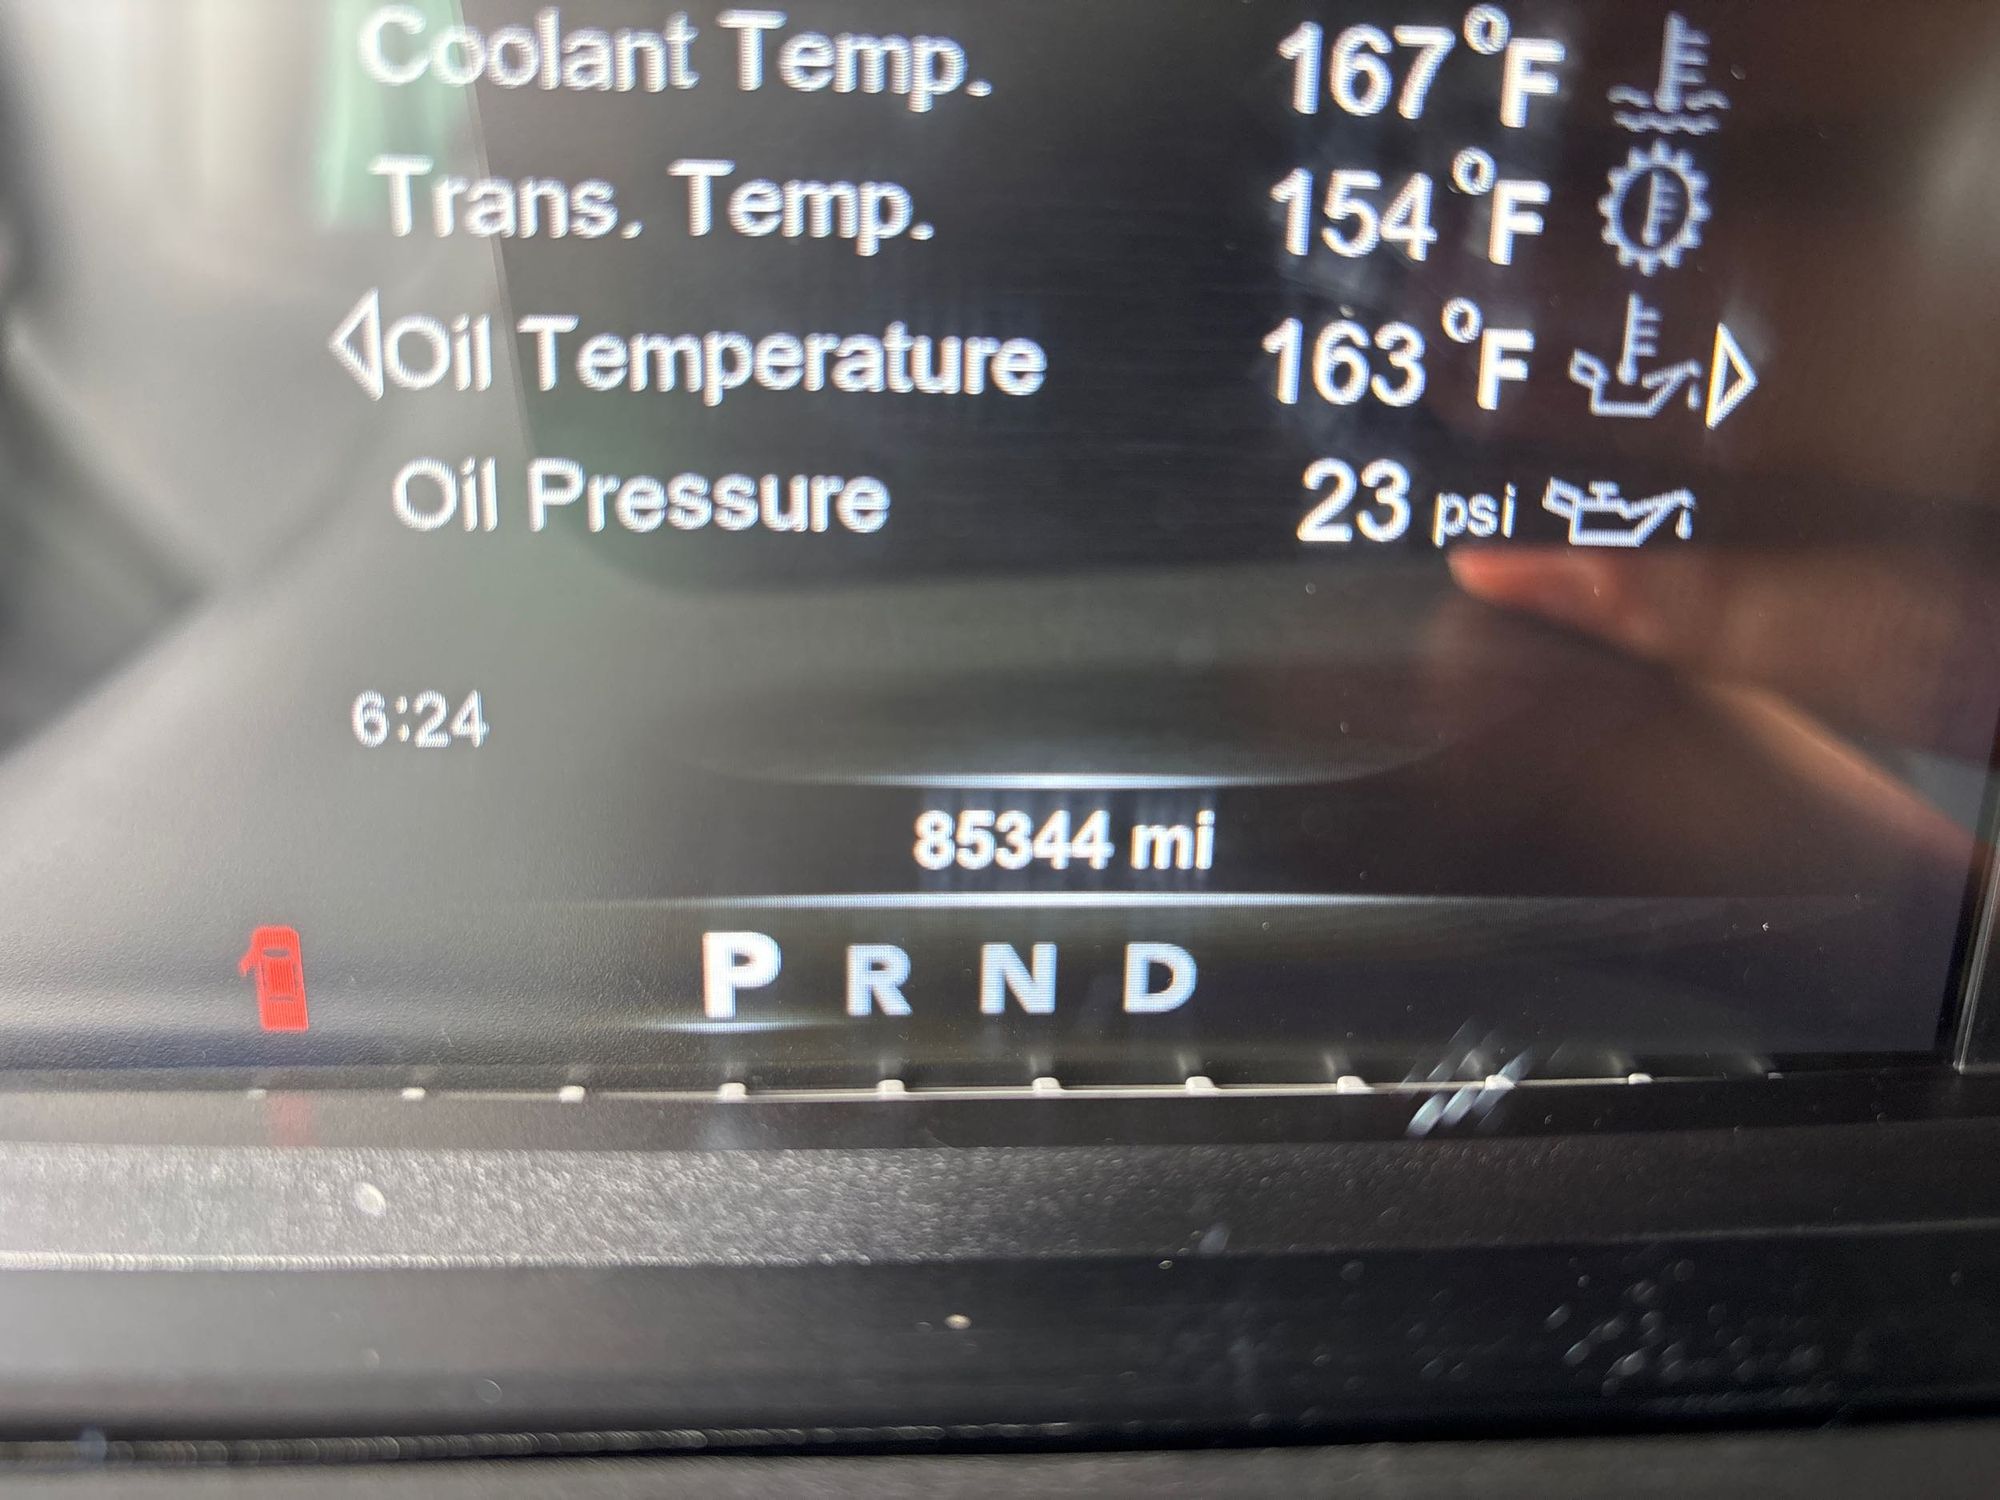 Coolant Temp. 167°F
Trans. Temp. 154°F
Oil Temperature 163°F
Oil Pressure 23 psi
6:24
85344 mi
P R N D